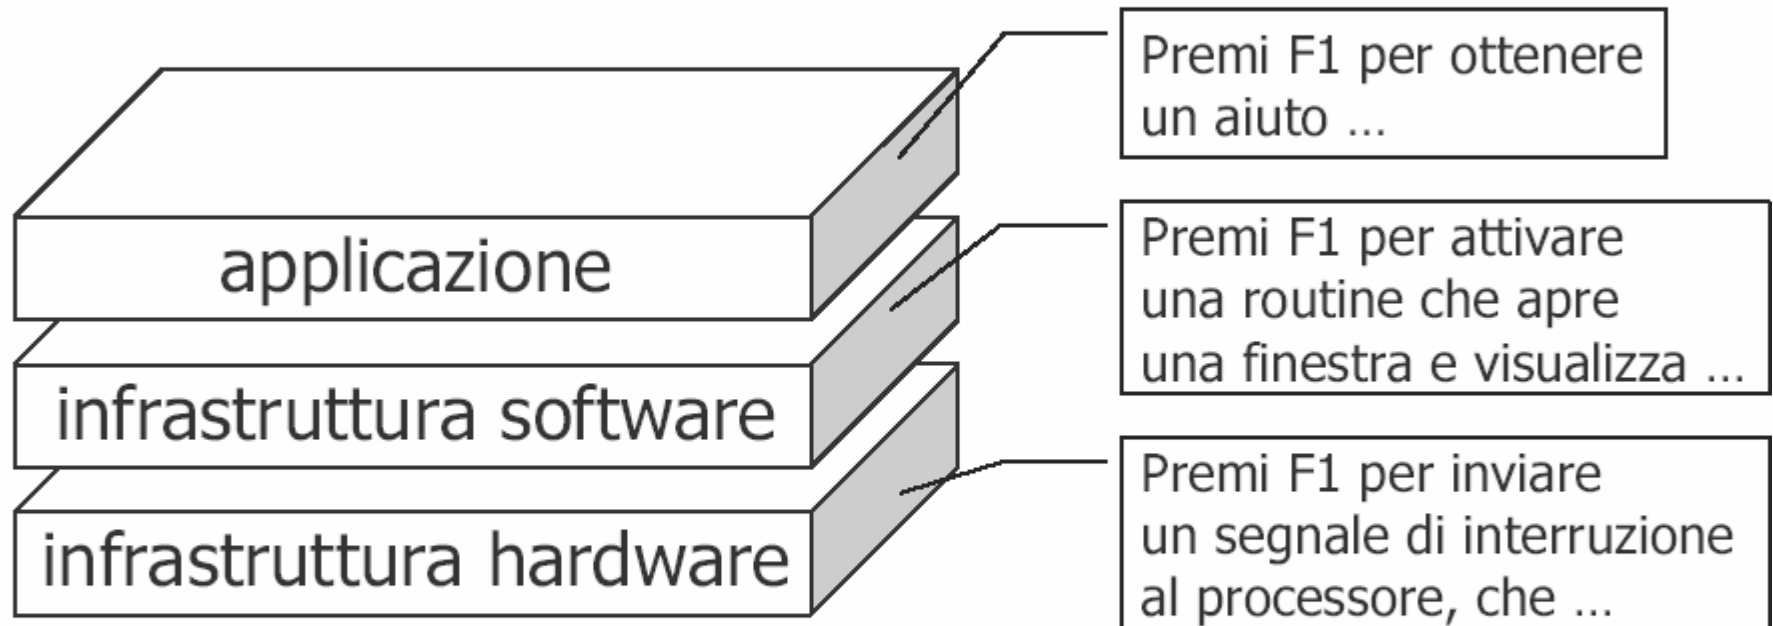 applicazione
infrastruttura software
infrastruttura hardware
Premi F1 per ottenere
un aiuto ...
Premi F1 per attivare
una routine che apre
una finestra e visualizza ...
Premi F1 per inviare
un segnale di interruzione
al processore, che ...